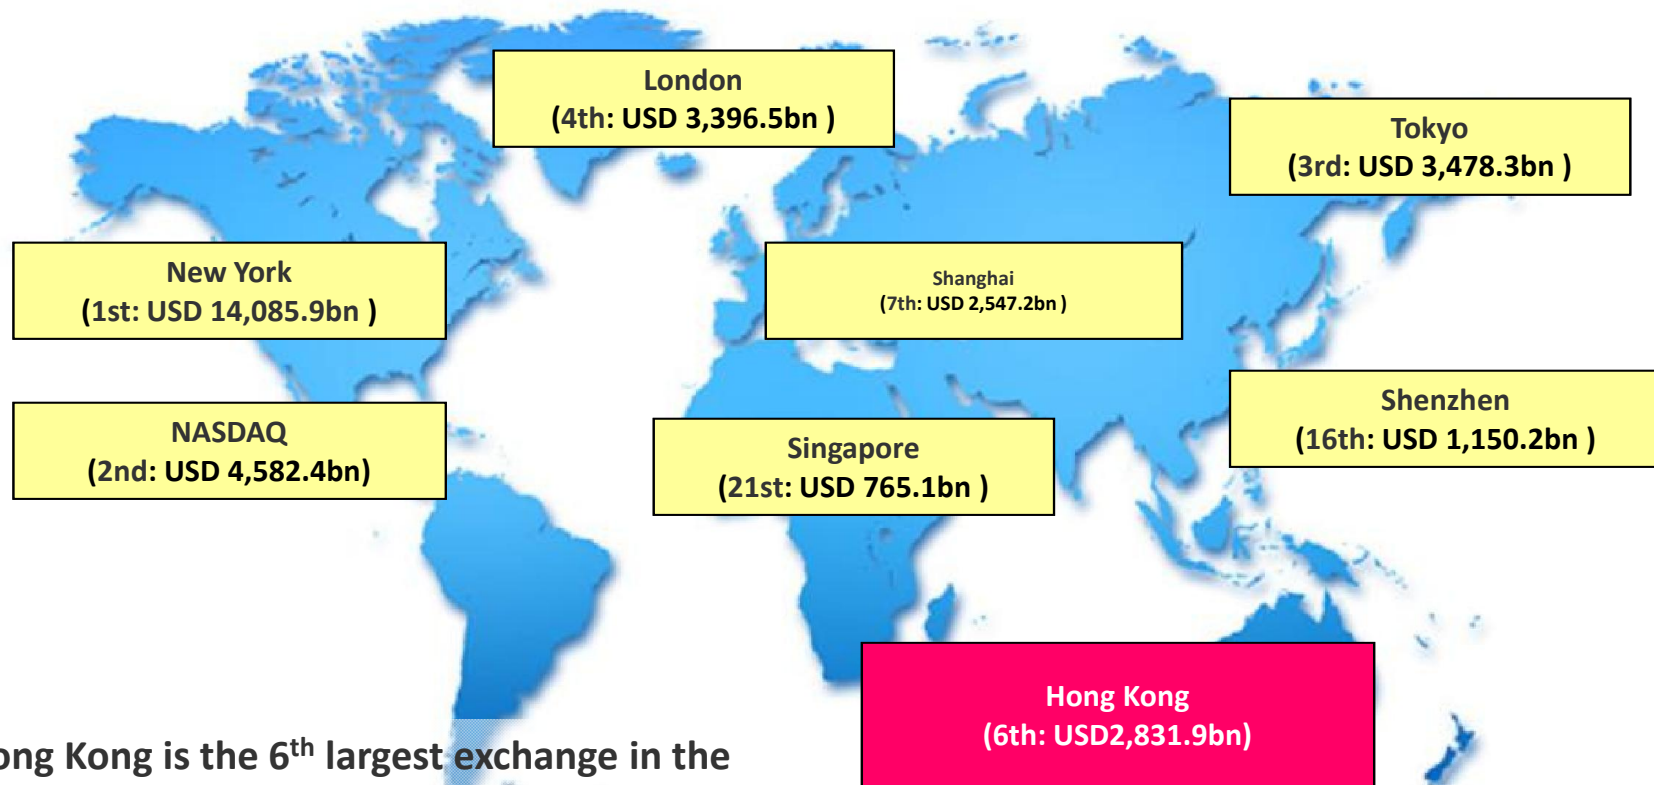 London
(4th: USD 3,396.5bn )
Tokyo
(3rd: USD 3,478.3bn )
New York
(1st: USD 14,085.9bn )
Shanghai
(7th: USD 2,547.2bn )
NASDAQ
(2nd: USD 4,582.4bn)
Singapore
(21st: USD 765.1bn )
Shenzhen
(16th: USD 1,150.2bn )
Hong Kong
(6th: USD2,831.9bn)
ong Kong is the 6th largest exchange in the